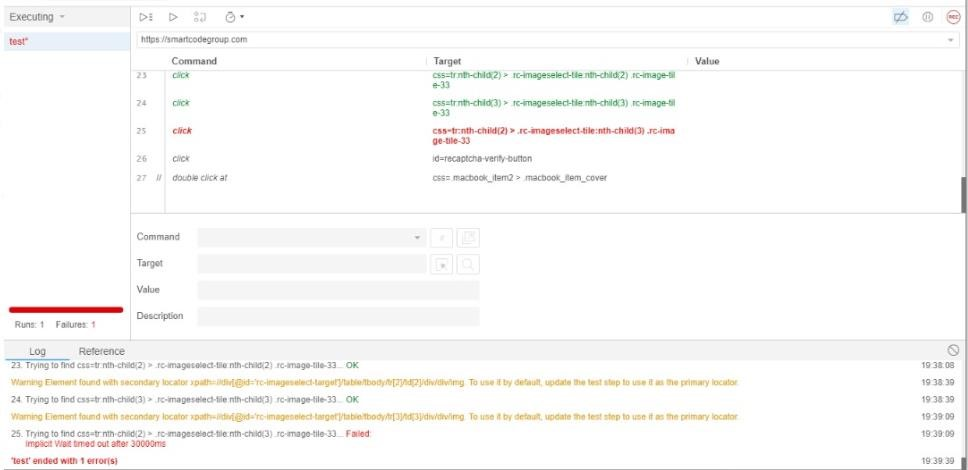 Executing
REC
test*
https://smartcodegroup.com
Command Target Value
23 click css=tr:nth-child(2) > .rc-imageselect-tile:nth-child(2) .rc-image-til
e-33
24 click css=tr:nth-child(3) > .rc-imageselect-tile:nth-child(3) .rc-image-til
e-33
25 click css=tr:nth-child(2) > .rc-imageselect-tile:nth-child(3) .rc-ima
ge-tile-33
26 click id=recaptcha-verify-button
27 // double click at css=.macbook_item2 > .macbook_item_cover
Command
//
Target
Value
Description
Runs: 1 Failures: 1
Log Reference
23. Trying to find css=tr:nth-child(2) > .rc-imageselect-tile:nth-child(2) .rc-image-tile-33... OK 19:38:08
Warning Element found with secondary locator xpath=//div[@id='rc-imageselect-target']/table/tbody/tr[2]/td[2]/div/div/img. To use it by default, update the test step to use it as the primary locator. 19:38:39
24. Trying to find css=tr:nth-child(3) > .rc-imageselect-tile:nth-child(3) .rc-image-tile-33... OK 19:38:39
Warning Element found with secondary locator xpath=//div[@id='rc-imageselect-target']/table/tbody/tr[3]/td[3]/div/div/img. To use it by default, update the test step to use it as the primary locator. 19:39:09
25. Trying to find css=tr:nth-child(2) > .rc-imageselect-tile:nth-child(3) .rc-image-tile-33... Failed: 19:39:09
Implicit Wait timed out after 30000ms
'test' ended with 1 error(s) 19:39:39